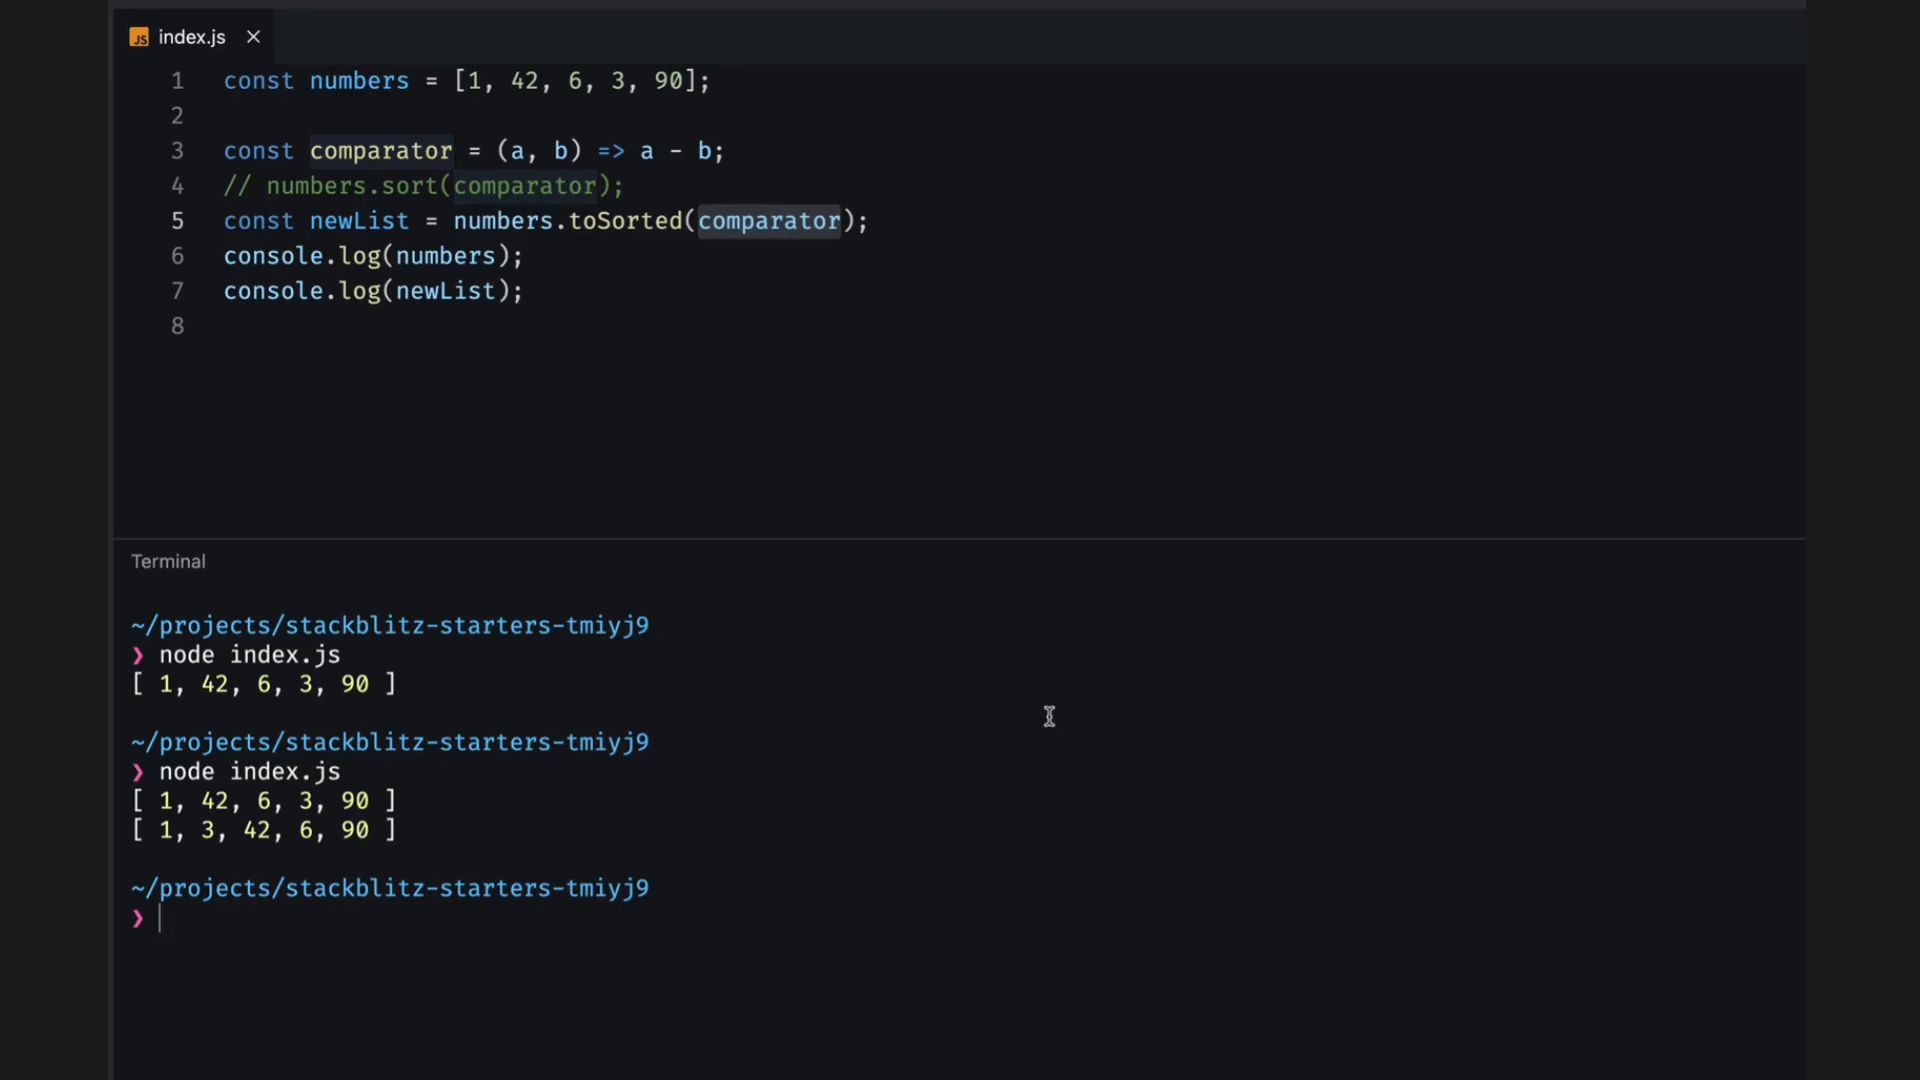 JS index.js ×
1 const numbers = [1, 42, 6, 3, 90];
2
3 const comparator = (a, b) => a - b;
4 // numbers.sort(comparator);
5 const newList = numbers.toSorted(comparator);
6 console.log(numbers);
7 console.log(newList);
8
Terminal
~/projects/stackblitz-starters-tmiyj9
❯ node index.js
[ 1, 42, 6, 3, 90 ]
~/projects/stackblitz-starters-tmiyj9
❯ node index.js
[ 1, 42, 6, 3, 90 ]
[ 1, 3, 42, 6, 90 ]
~/projects/stackblitz-starters-tmiyj9
❯